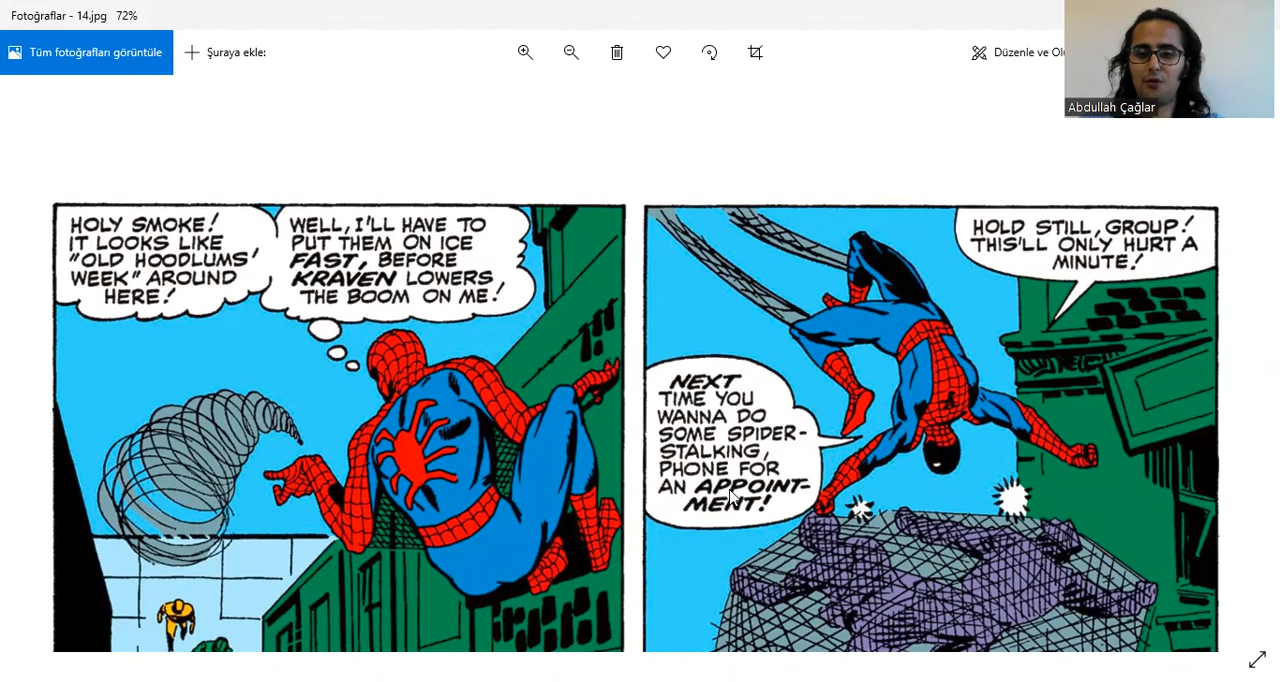 Fotoğraflar - 14.jpg 72%
Tüm fotoğrafları görüntüle
Şuraya ekle:
Düzenle ve
Abdullah Çağlar
HOLY SMOKE!
IT LOOKS LIKE
"OLD HOODLUMS'
WEEK" AROUND
HERE!
WELL, I'LL HAVE TO
PUT THEM ON ICE
FAST, BEFORE
KRAVEN LOWERS
THE BOOM ON ME!
HOLD STILL, GROUP!
THIS'LL ONLY HURT A
MINUTE!
NEXT
TIME YOU
WANNA DO
SOME SPIDER-
STALKING,
PHONE FOR
AN APPOINT-
MENT!